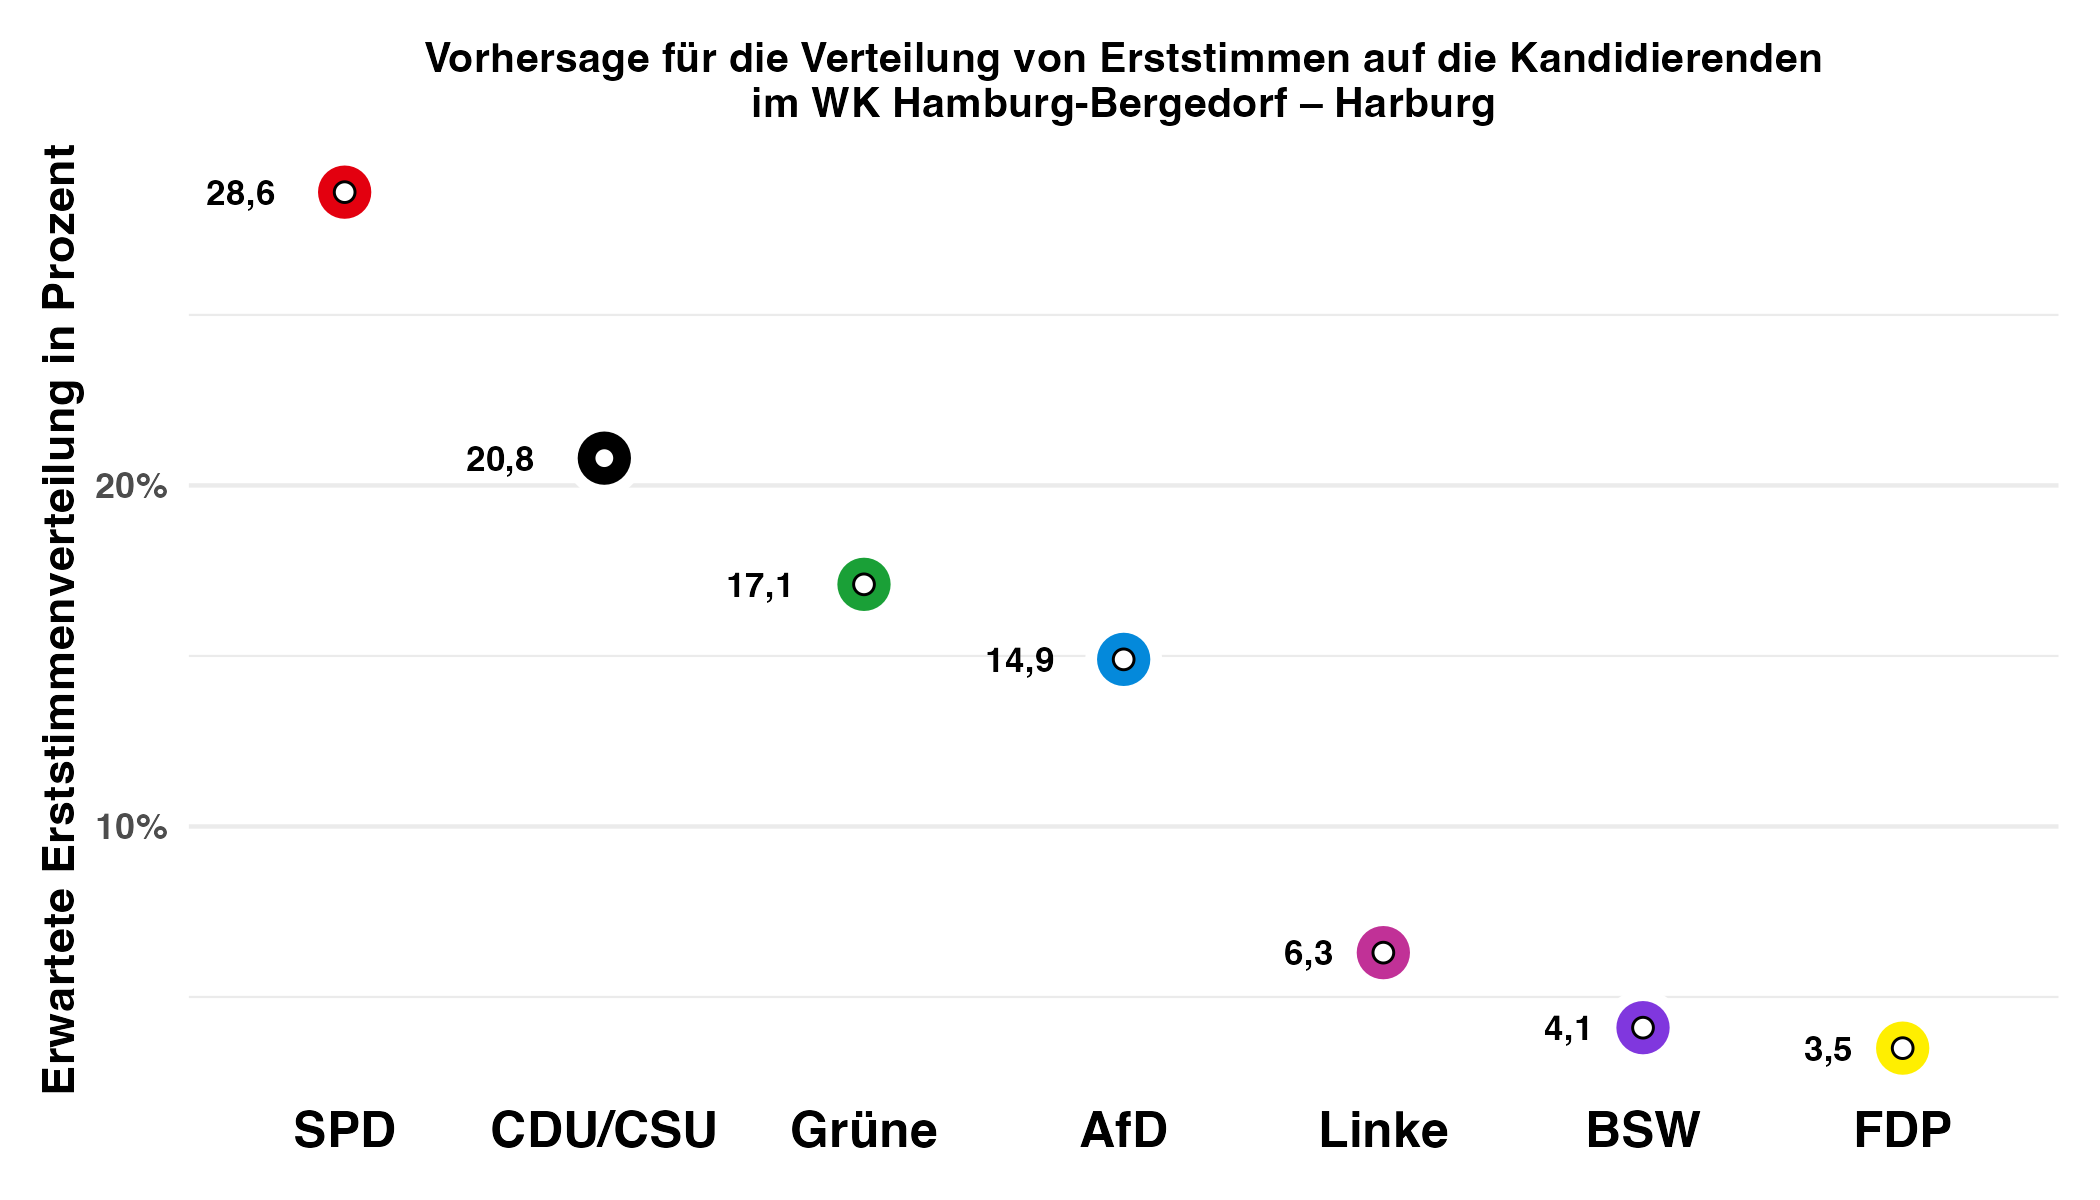 Vorhersage für die Verteilung von Erststimmen auf die Kandidierenden
im WK Hamburg-Bergedorf – Harburg
Erwartete Erststimmenverteilung in Prozent
28,6
20,8
20%
17,1
14,9
10%
6,3
4,1
3,5
SPD
CDU/CSU
Grüne
AfD
Linke
BSW
FDP